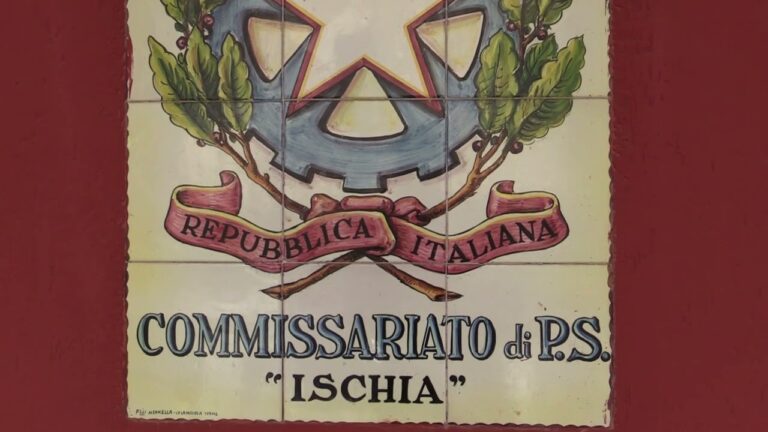 REPUBBLICA ITALIANA
COMMISSARIATO di P.S.
"ISCHIA"